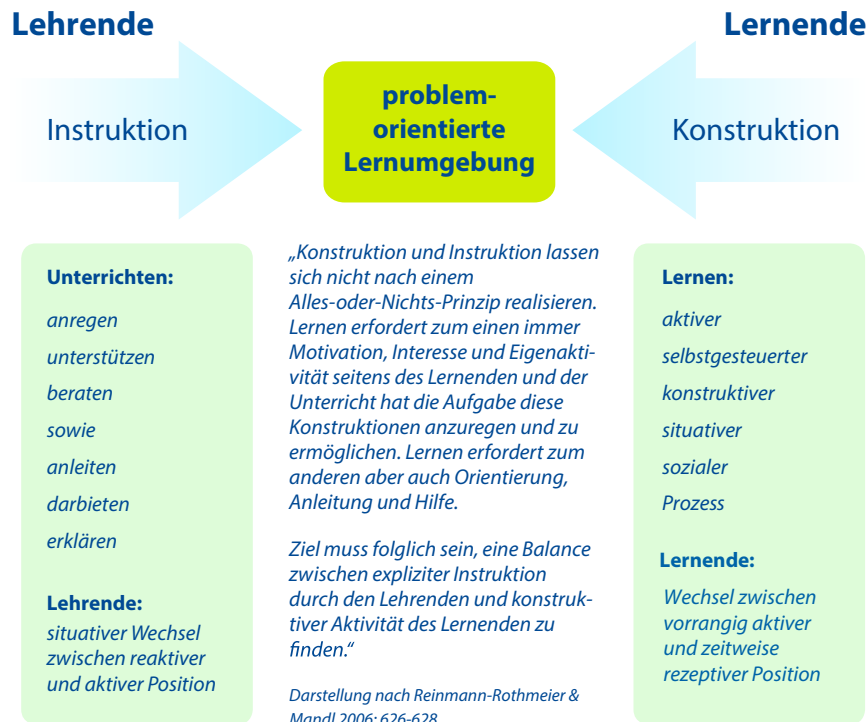 Lehrende
Lernende
Instruktion
problem-
orientierte
Lernumgebung
Konstruktion
Unterrichten:
anregen
unterstützen
beraten
sowie
anleiten
darbieten
erklären
Lehrende:
situativer Wechsel
zwischen reaktiver
und aktiver Position
„Konstruktion und Instruktion lassen
sich nicht nach einem
Alles-oder-Nichts-Prinzip realisieren.
Lernen erfordert zum einen immer
Motivation, Interesse und Eigenakti-
vität seitens des Lernenden und der
Unterricht hat die Aufgabe diese
Konstruktionen anzuregen und zu
ermöglichen. Lernen erfordert zum
anderen aber auch Orientierung,
Anleitung und Hilfe.
Ziel muss folglich sein, eine Balance
zwischen expliziter Instruktion
durch den Lehrenden und konstruk-
tiver Aktivität des Lernenden zu
finden.“
Darstellung nach Reinmann-Rothmeier &
Mandl 2006: 626-628
Lernen:
aktiver
selbstgesteuerter
konstruktiver
situativer
sozialer
Prozess
Lernende:
Wechsel zwischen
vorrangig aktiver
und zeitweise
rezeptiver Position